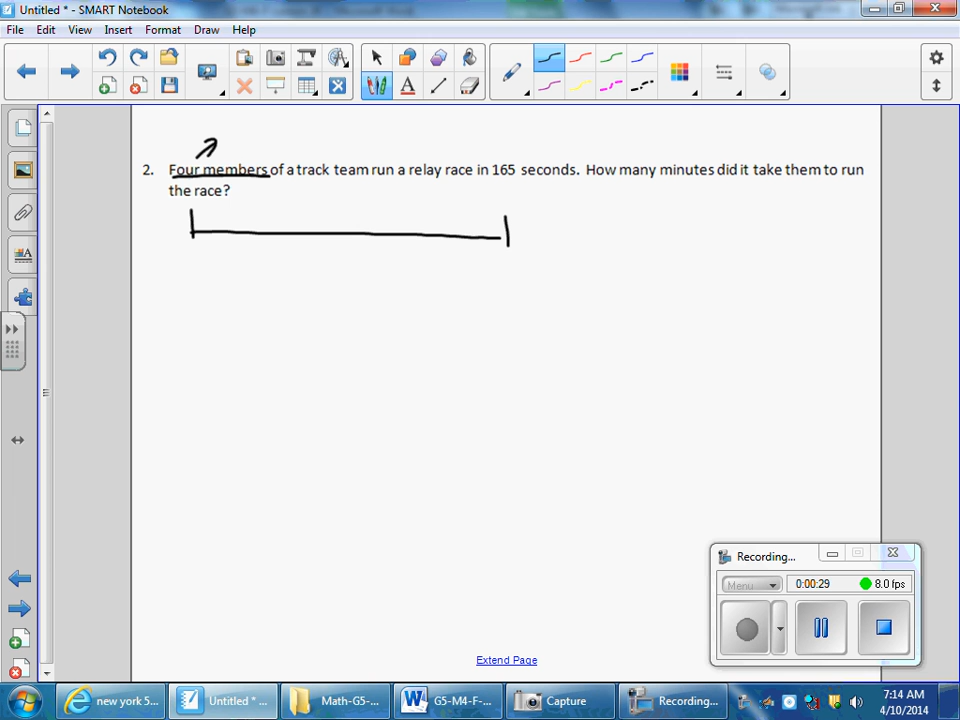 Untitled * - SMART Notebook
File Edit View Insert Format Draw Help
2. Four members of a track team run a relay race in 165 seconds. How many minutes did it take them to run
the race?
Recording...
Menu 0:00:29 8.0 fps
Extend Page
new york 5... Untitled * ... Math-G5-... G5-M4-F-... Capture Recording... 7:14 AM
4/10/2014